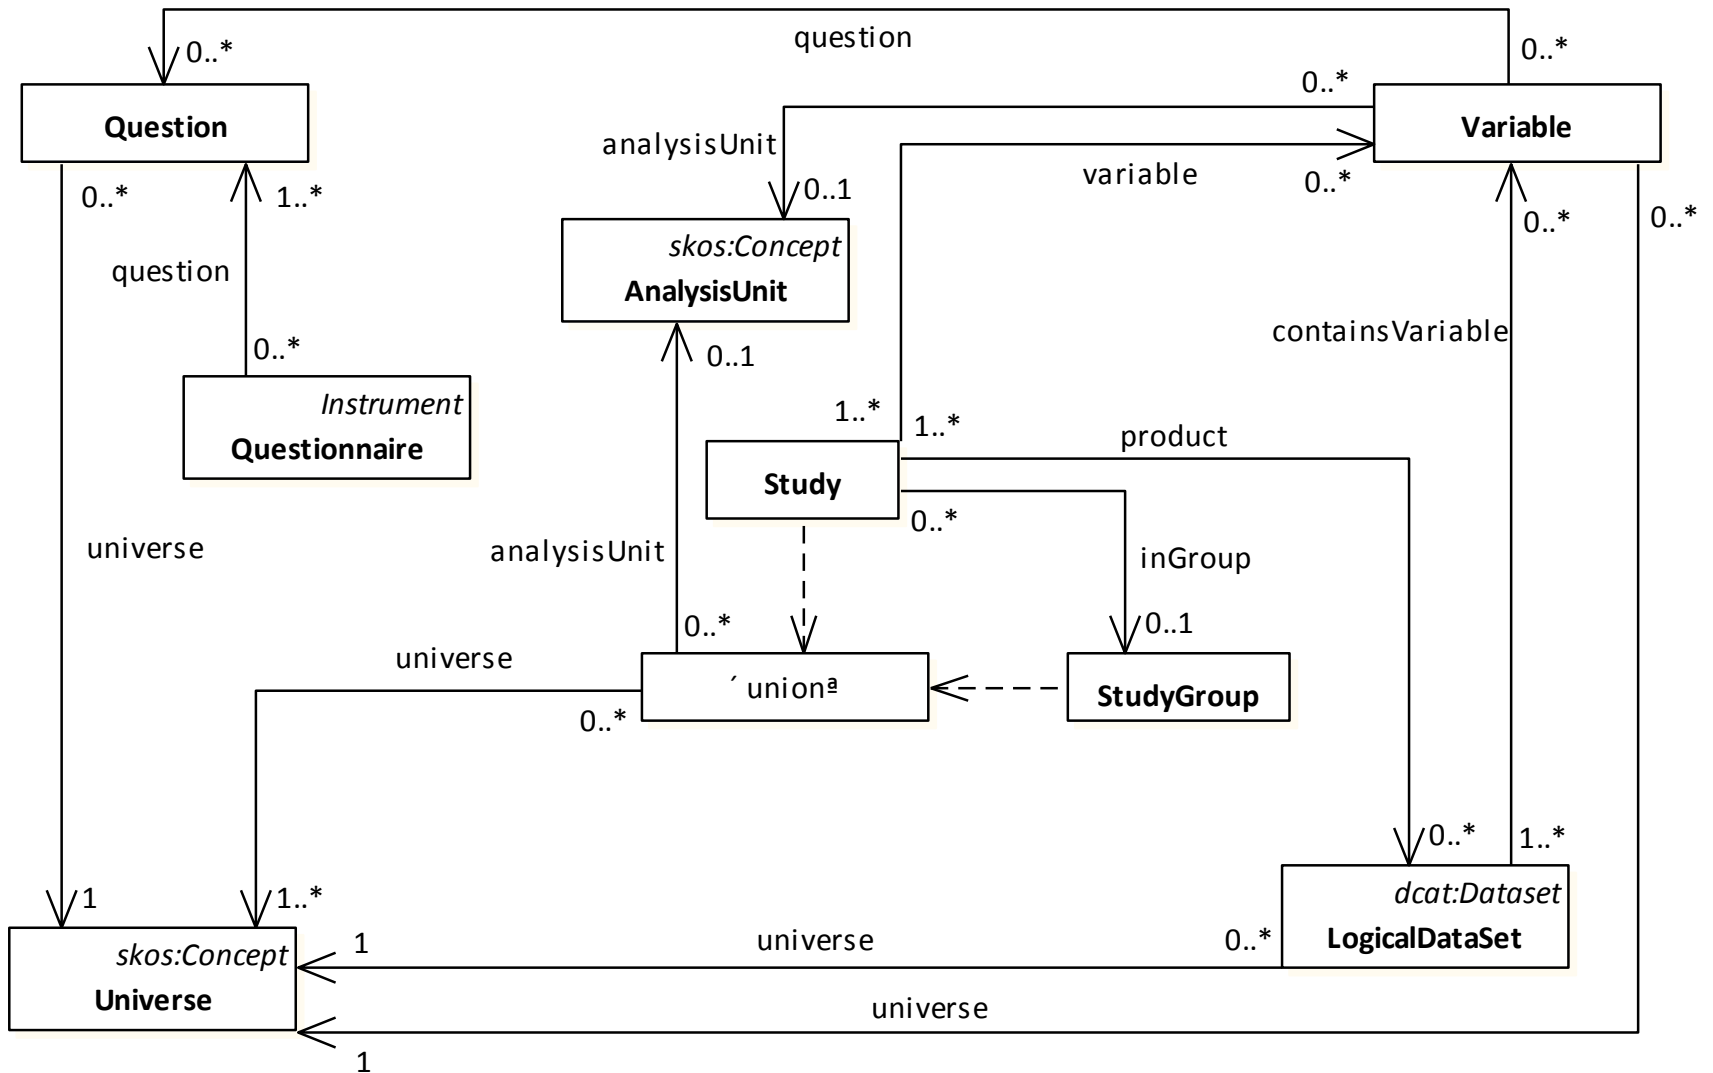 question
0..*
0..*
0..*
Question
Variable
analysisUnit
variable
0..1
0..*
0..*
1..*
0..*
0..*
skos:Concept
AnalysisUnit
question
containsVariable
0..*
0..1
Instrument
Questionnaire
1..*
1..*
product
Study
0..*
universe
analysisUnit
inGroup
0..*
0..1
universe
´ unionª
StudyGroup
0..*
0..*
1..*
1
1..*
dcat:Dataset
LogicalDataSet
skos:Concept
Universe
1
universe
0..*
universe
1